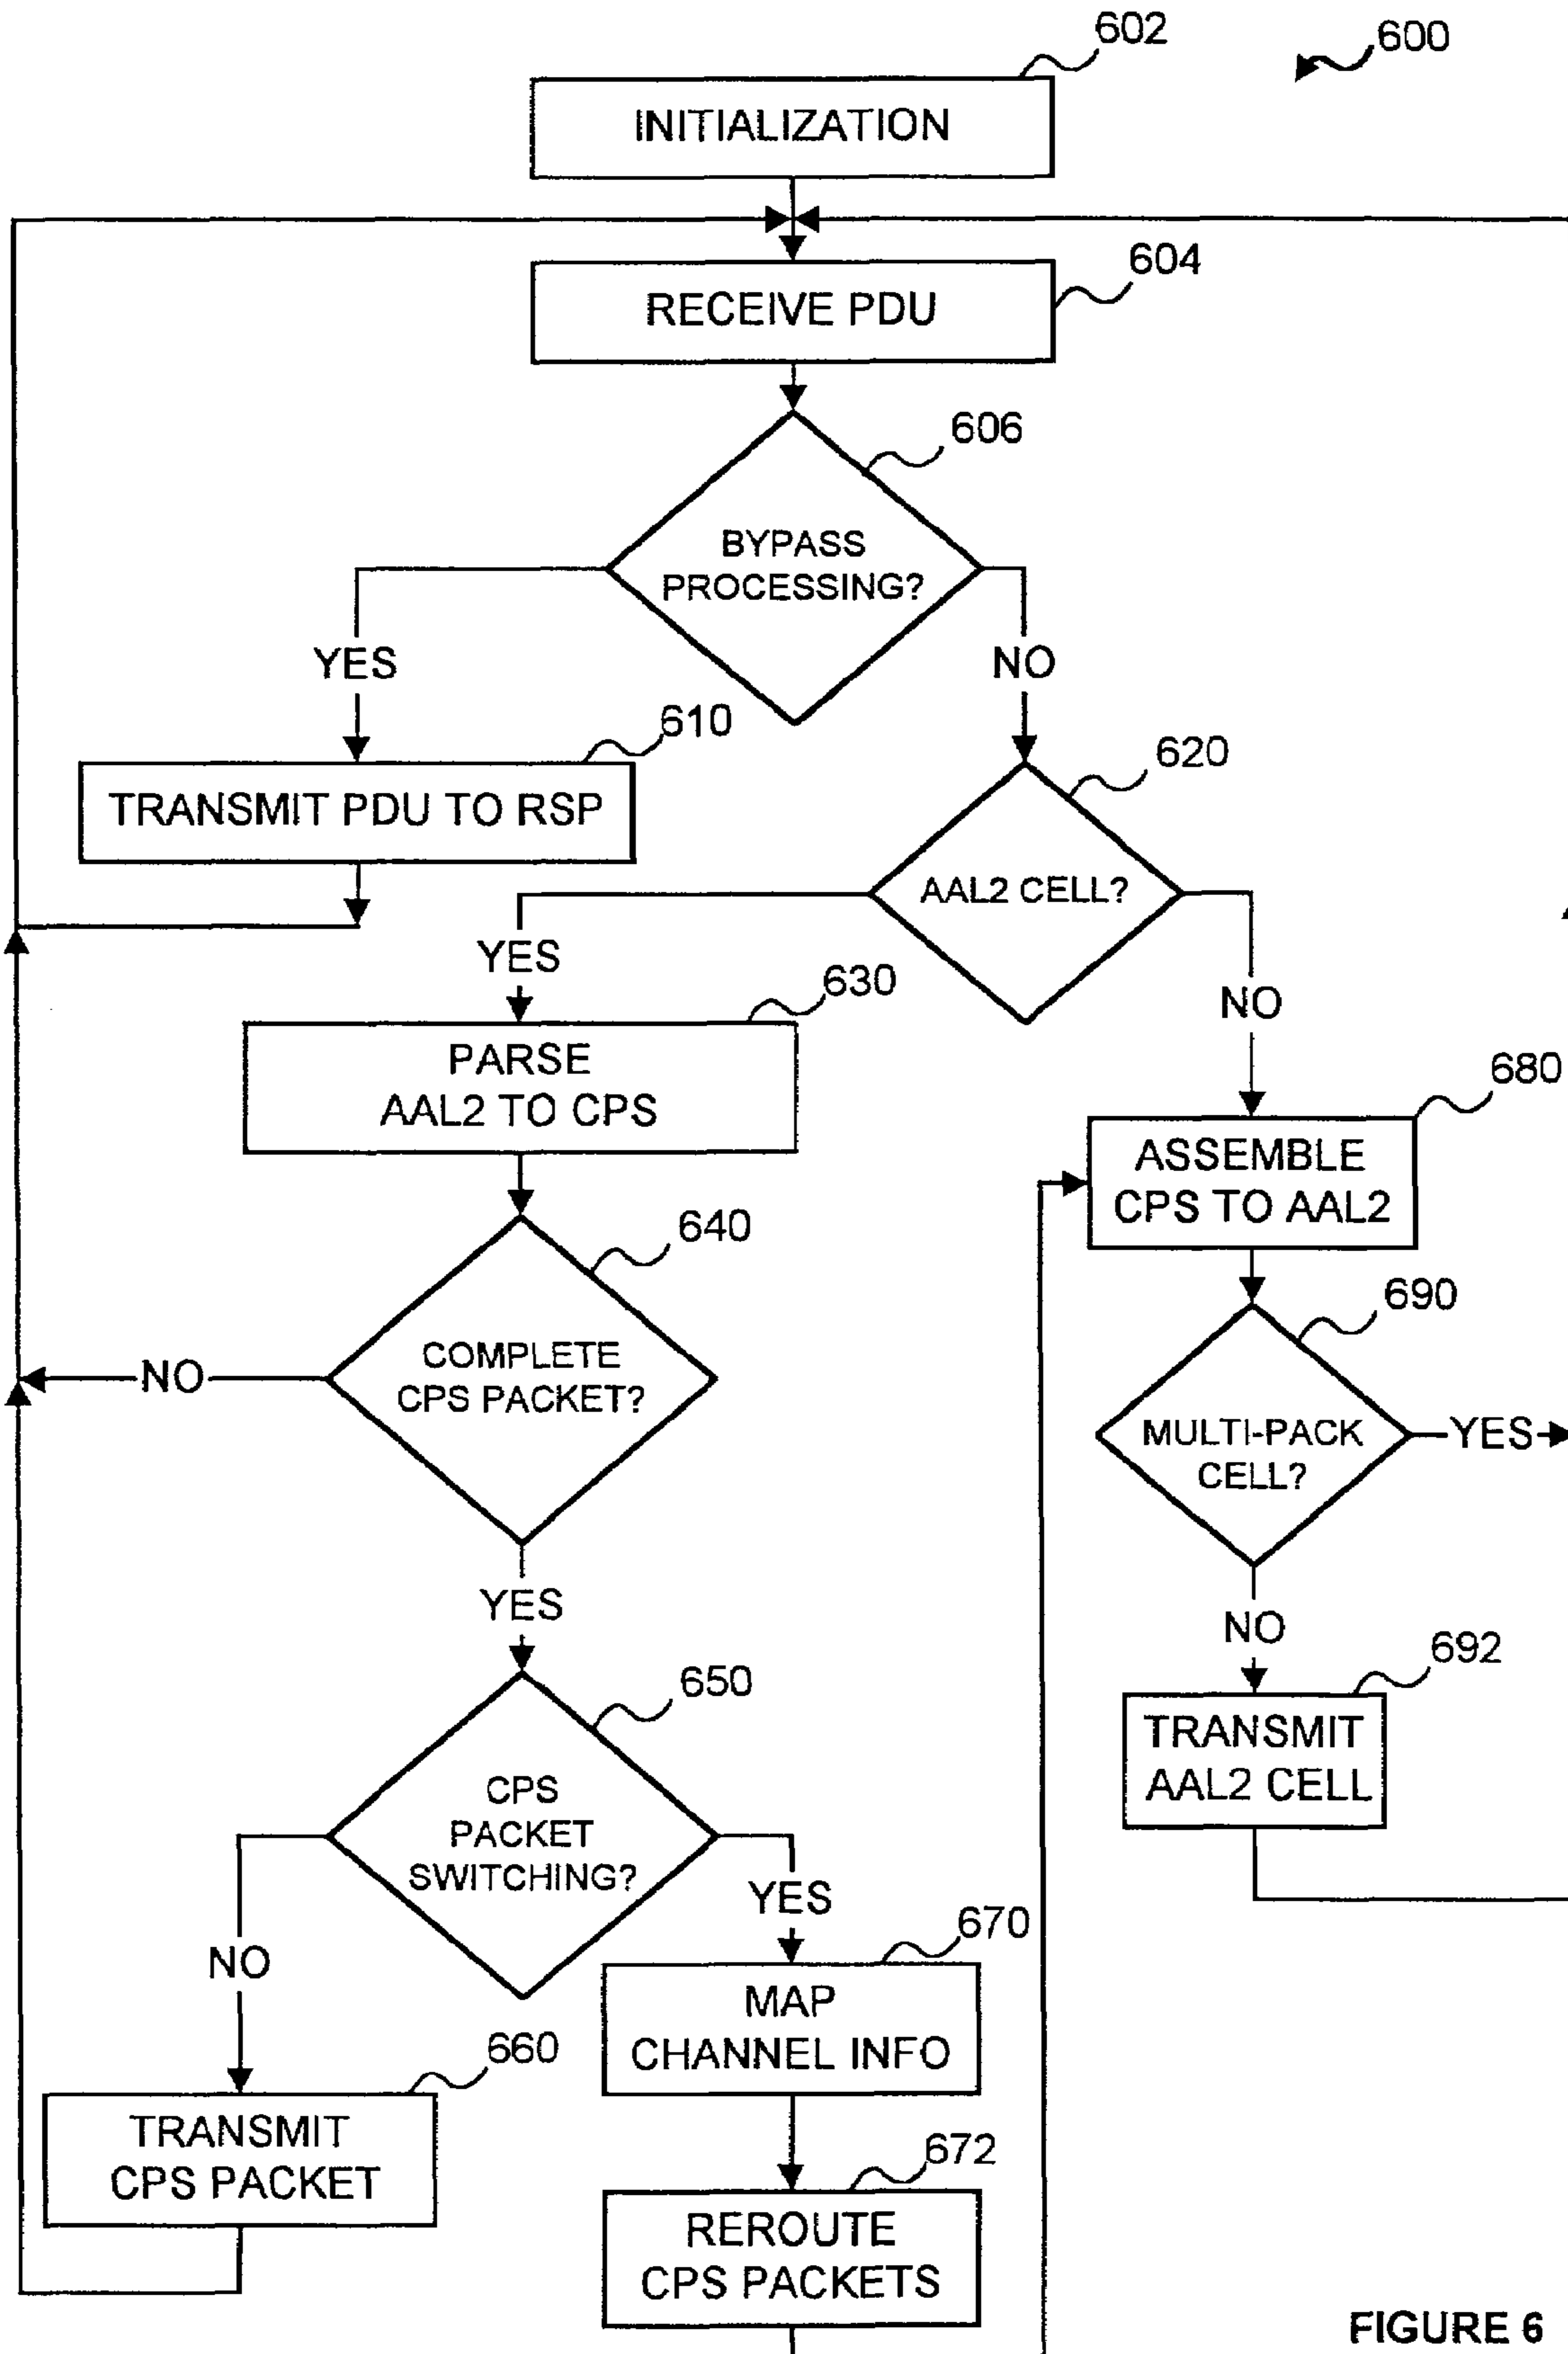 602
600
INITIALIZATION
604
RECEIVE PDU
606
BYPASS
PROCESSING?
YES
NO
610
TRANSMIT PDU TO RSP
620
AAL2 CELL?
YES
NO
630
PARSE
AAL2 TO CPS
680
ASSEMBLE
CPS TO AAL2
640
COMPLETE
CPS PACKET?
NO
690
MULTI-PACK
CELL?
YES
YES
NO
650
CPS
PACKET
SWITCHING?
692
TRANSMIT
AAL2 CELL
NO
YES
670
MAP
CHANNEL INFO
660
TRANSMIT
CPS PACKET
672
REROUTE
CPS PACKETS
FIGURE 6